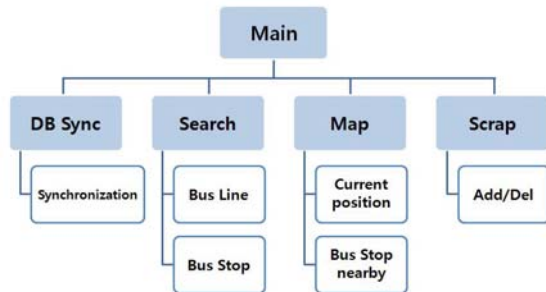 Main
DB Sync
Search
Map
Scrap
Synchronization
Bus Line
Current
position
Add/Del
Bus Stop
Bus Stop
nearby